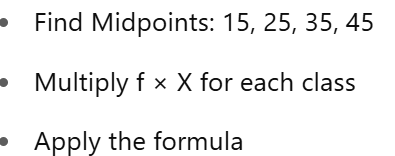 • Find Midpoints: 15, 25, 35, 45
• Multiply f × X for each class
• Apply the formula